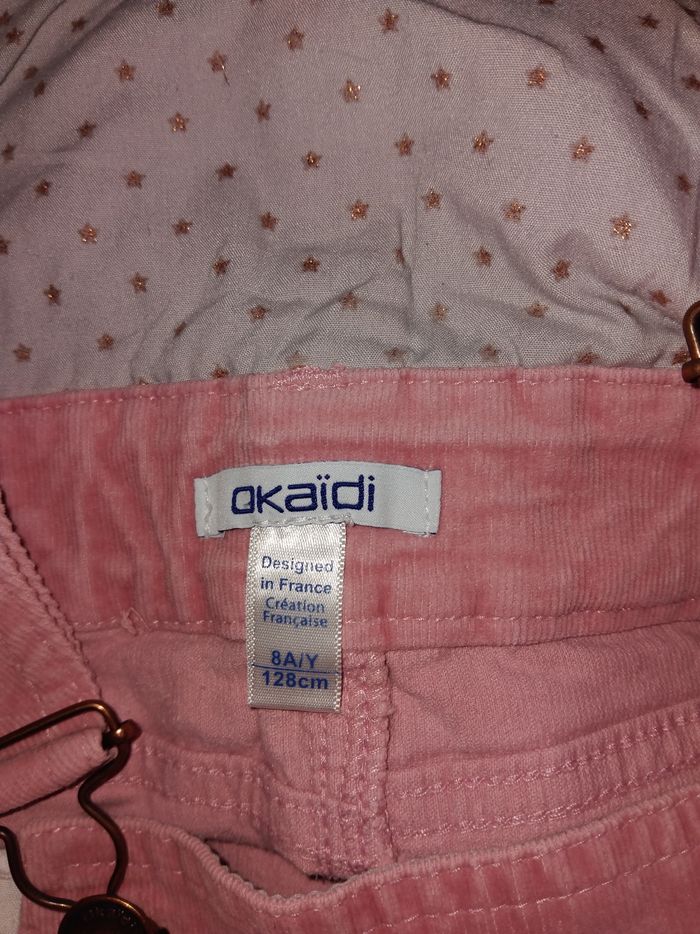 okaïdi
Designed
in France
Création
Française
8A/Y
128cm